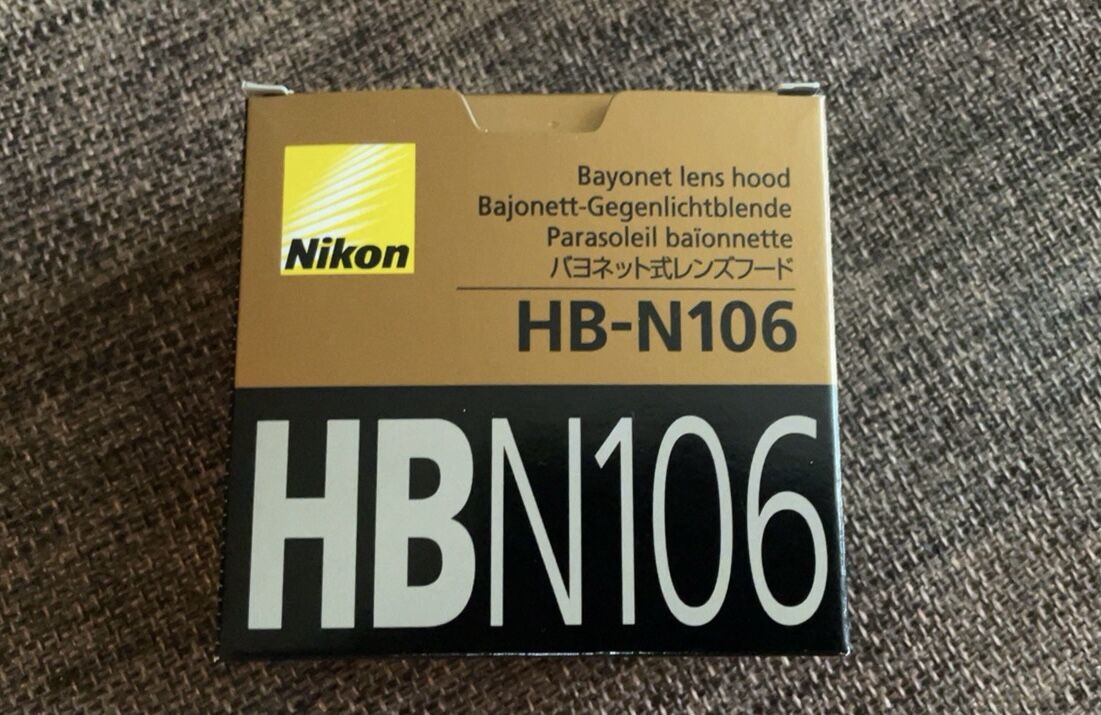 Nikon
Bayonet lens hood
Bajonett-Gegenlichtblende
Parasoleil baïonnette
バヨネット式レンズフード
HB-N106
HBN106